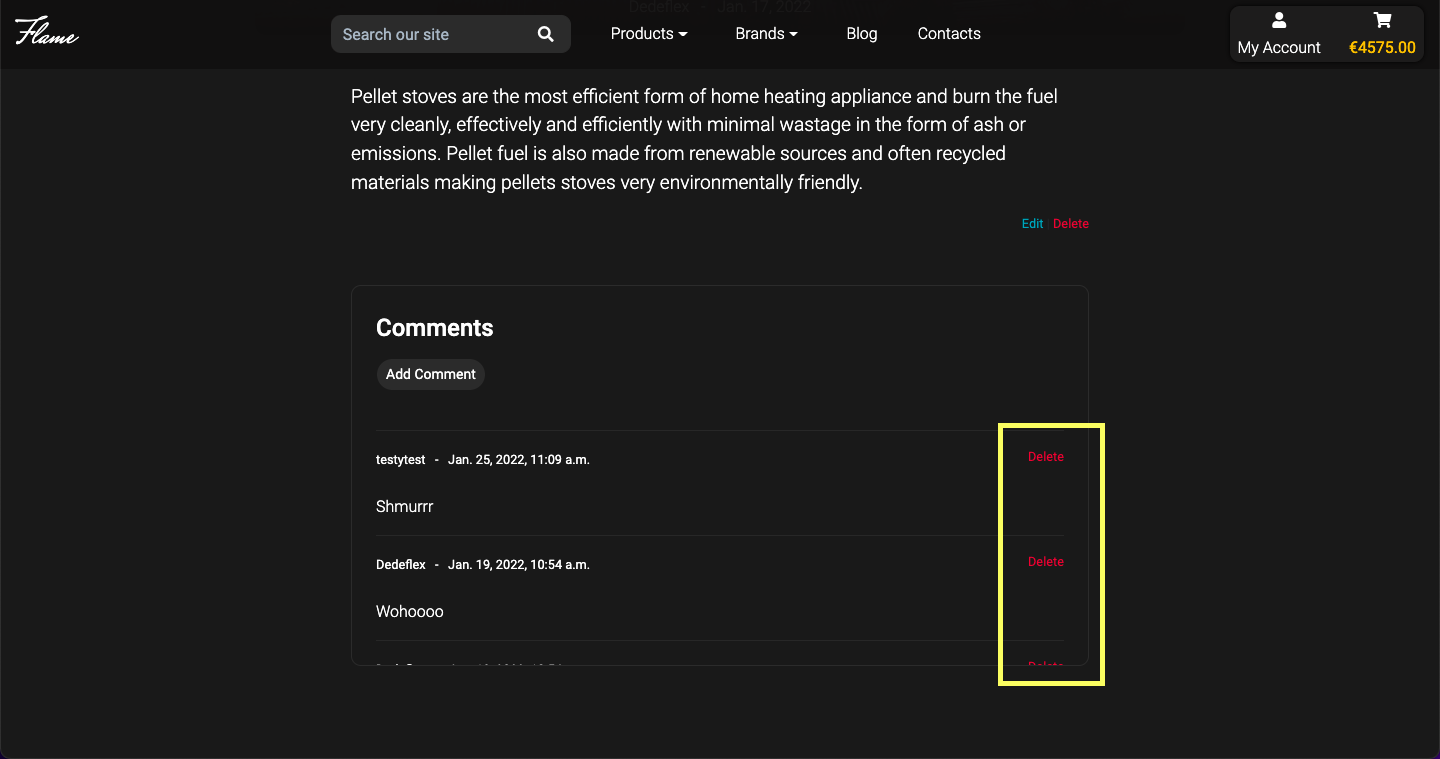 Dedeflex - Jan. 17, 2022
Flame
Search our site
Products
Brands
Blog
Contacts
My Account
€4575.00
Pellet stoves are the most efficient form of home heating appliance and burn the fuel
very cleanly, effectively and efficiently with minimal wastage in the form of ash or
emissions. Pellet fuel is also made from renewable sources and often recycled
materials making pellets stoves very environmentally friendly.
Edit Delete
Comments
Add Comment
testytest - Jan. 25, 2022, 11:09 a.m.
Delete
Shmurrr
Dedeflex - Jan. 19, 2022, 10:54 a.m.
Delete
Wohoooo
Delete